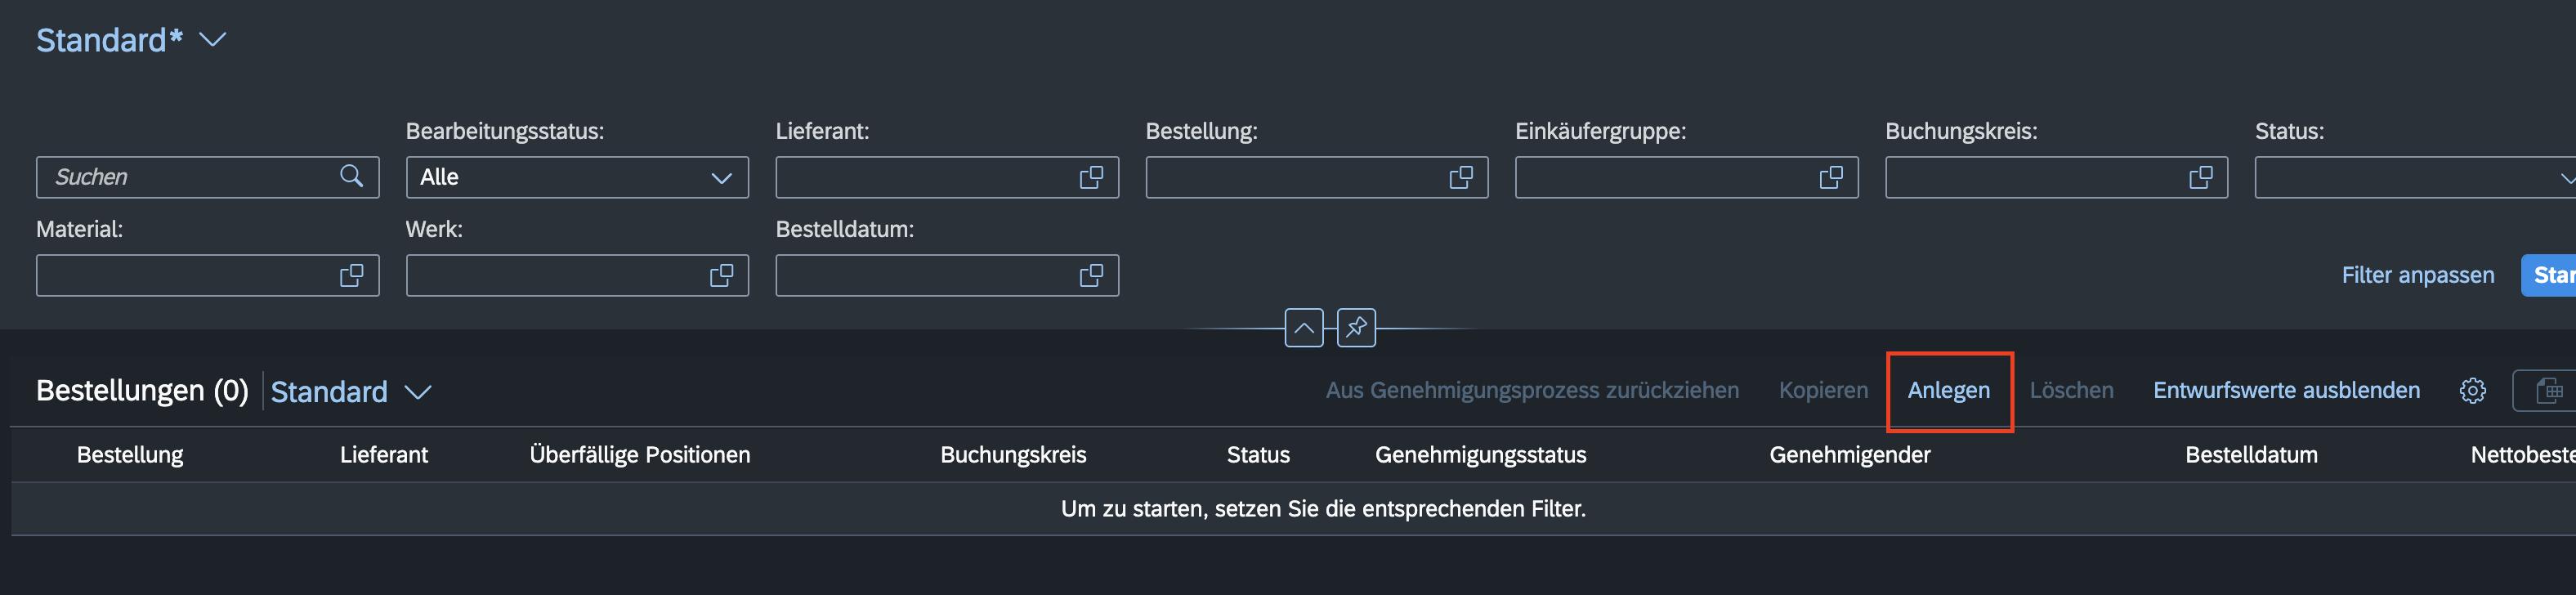 Standard*
Bearbeitungsstatus: Lieferant: Bestellung: Einkäufergruppe: Buchungskreis: Status:
Suchen Alle
Material: Werk: Bestelldatum:
Filter anpassen Star
Bestellungen (0) Standard Aus Genehmigungsprozess zurückziehen Kopieren Anlegen Löschen Entwurfswerte ausblenden
Bestellung Lieferant Überfällige Positionen Buchungskreis Status Genehmigungsstatus Genehmigender Bestelldatum Nettobeste
Um zu starten, setzen Sie die entsprechenden Filter.